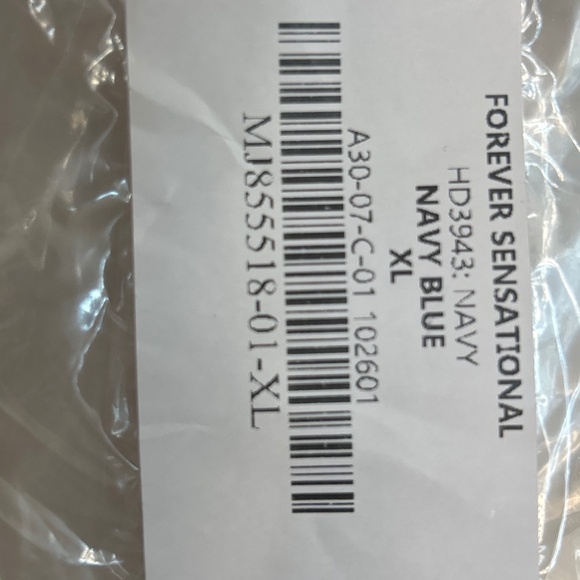 FOREVER SENSATIONAL
HD3943: NAVY
NAVY BLUE
XL
A30-07-C-01 102601
MJ855518-01-XL